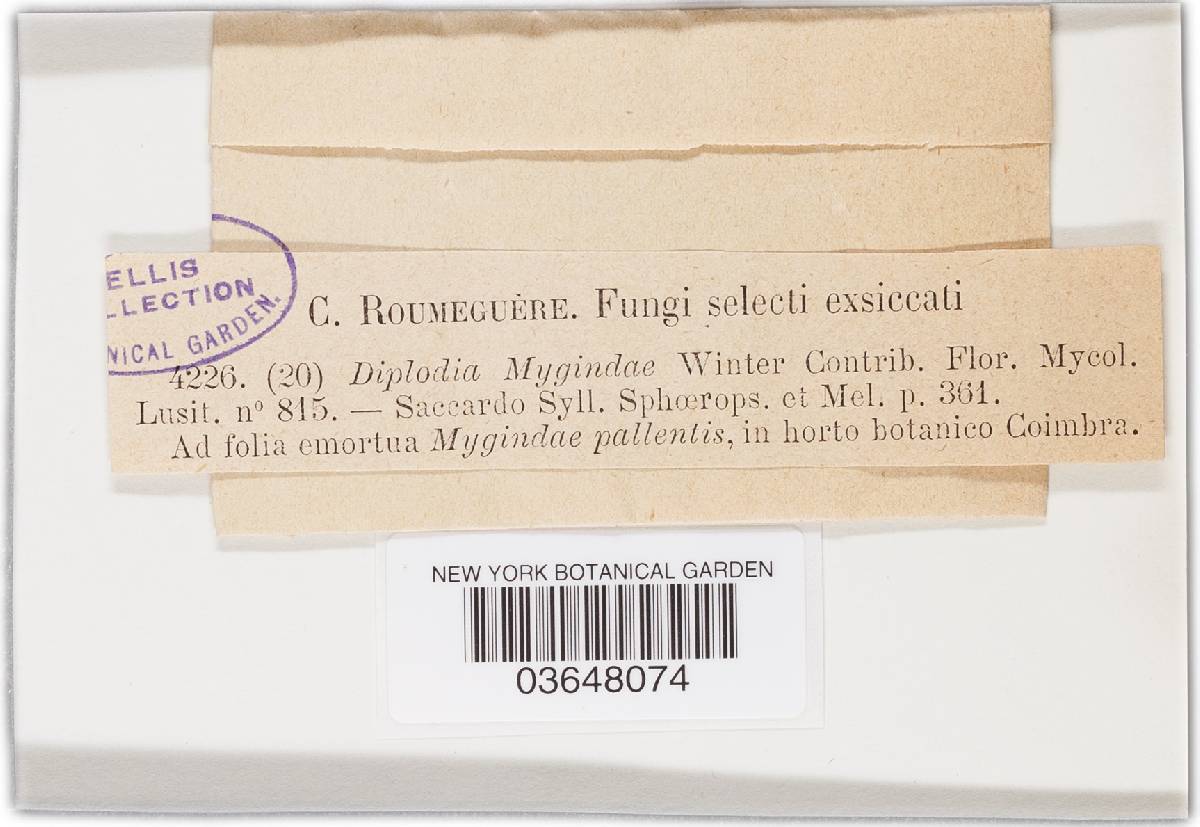 ELLIS
LLECTION
NICAL GARDEN.
C. ROUMEGUÈRE. Fungi selecti exsiccati
4226. (20) Diplodia Mygindae Winter Contrib. Flor. Mycol.
Lusit. nº 815. — Saccardo Syll. Sphœrops. et Mel. p. 361.
Ad folia emortua Mygindae pallentis, in horto botanico Coimbra.
NEW YORK BOTANICAL GARDEN
03648074